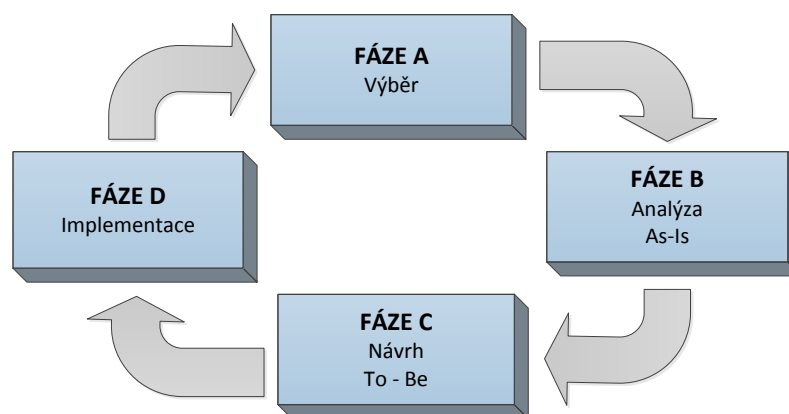 FÁZE A
Výběr
FÁZE B
Analýza
As-Is
FÁZE C
Návrh
To - Be
FÁZE D
Implementace